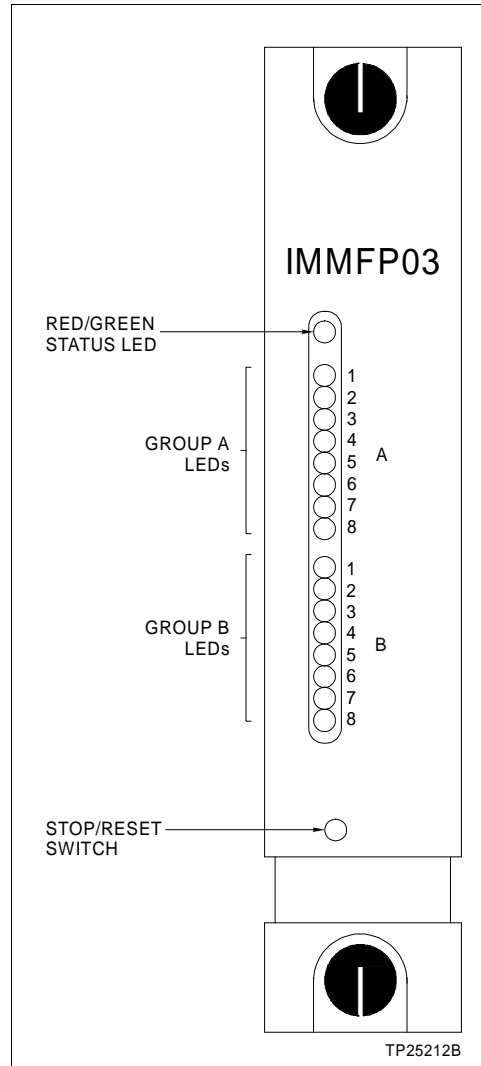 IMMFP03
RED/GREEN
STATUS LED
GROUP A
LEDs
1
2
3
4
5
6
7
8
A
GROUP B
LEDs
1
2
3
4
5
6
7
8
B
STOP/RESET
SWITCH
TP25212B